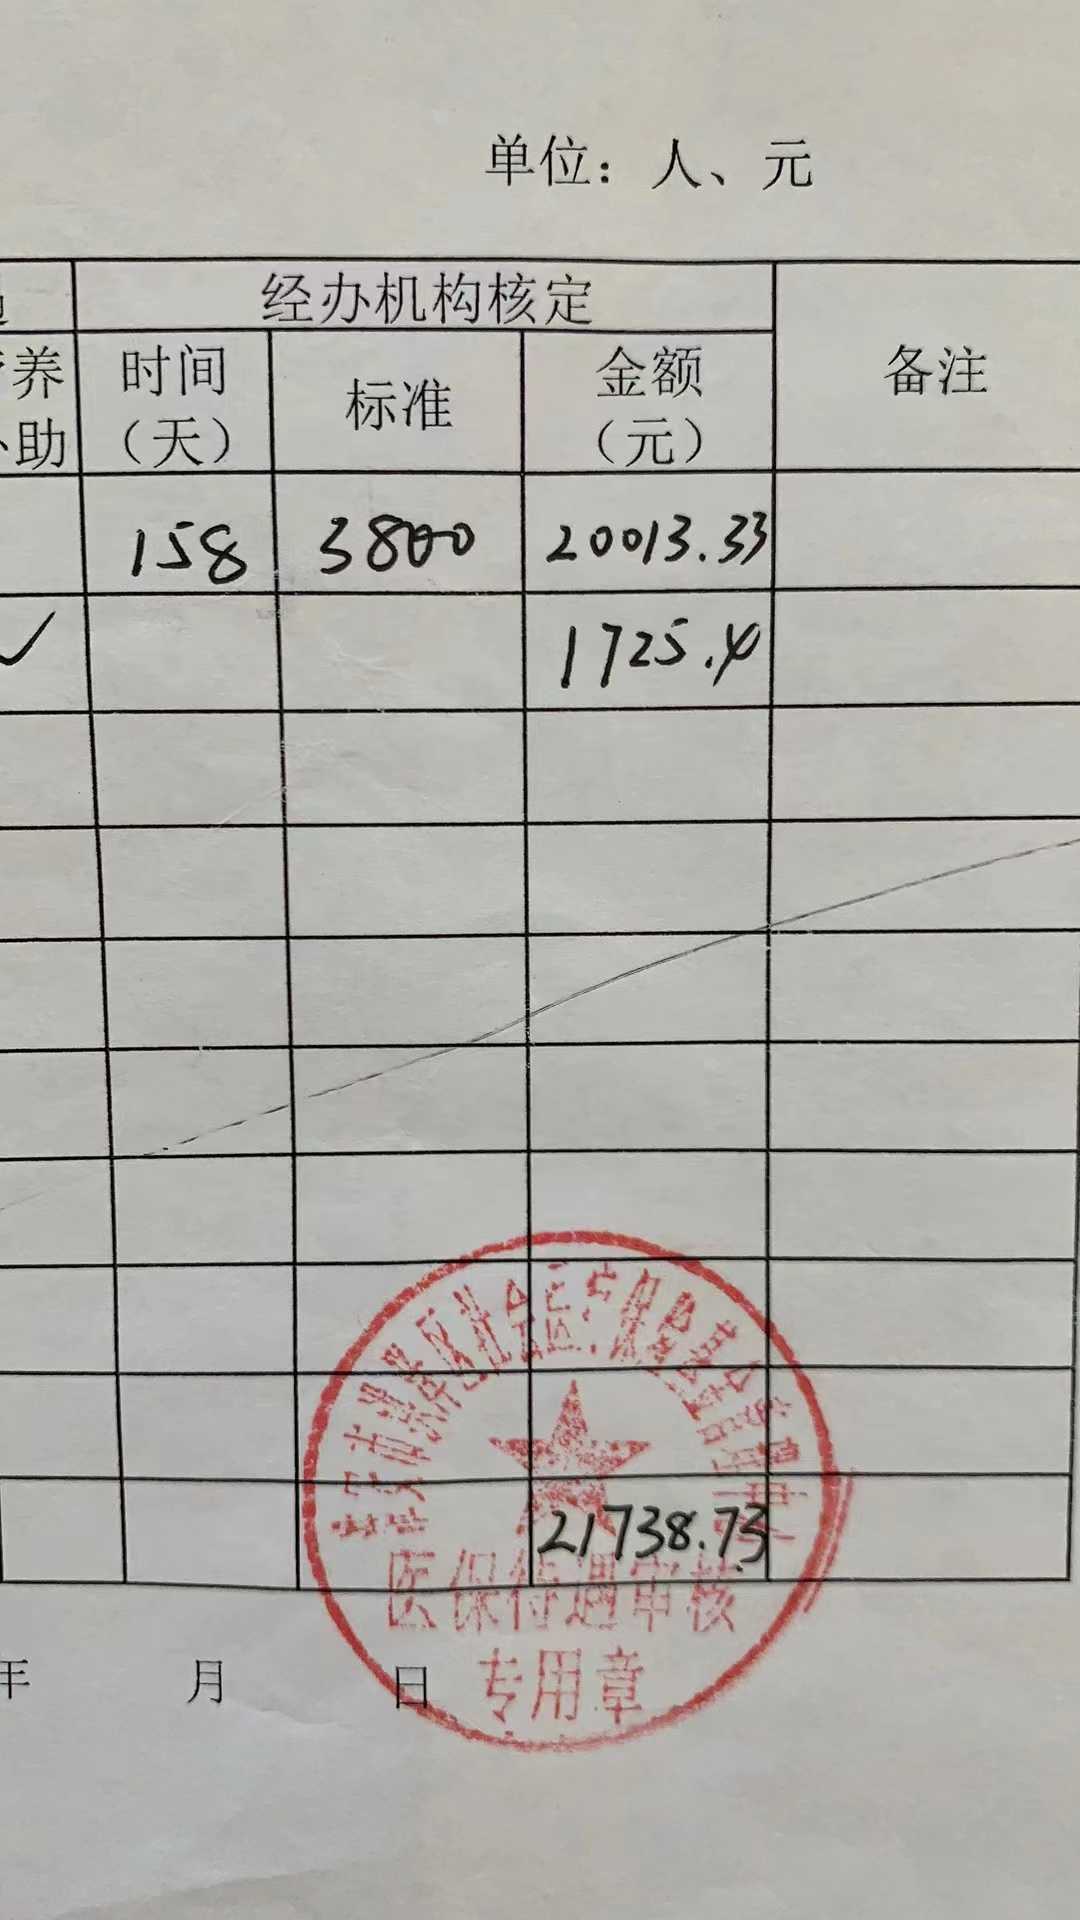 单位：人、元
经办机构核定
备注
养 时间 标准 金额
助 （天） （元）
158 3800 20013.33
✓ 1725.4
21738.73
医保待遇审核
年 月 日
专用章